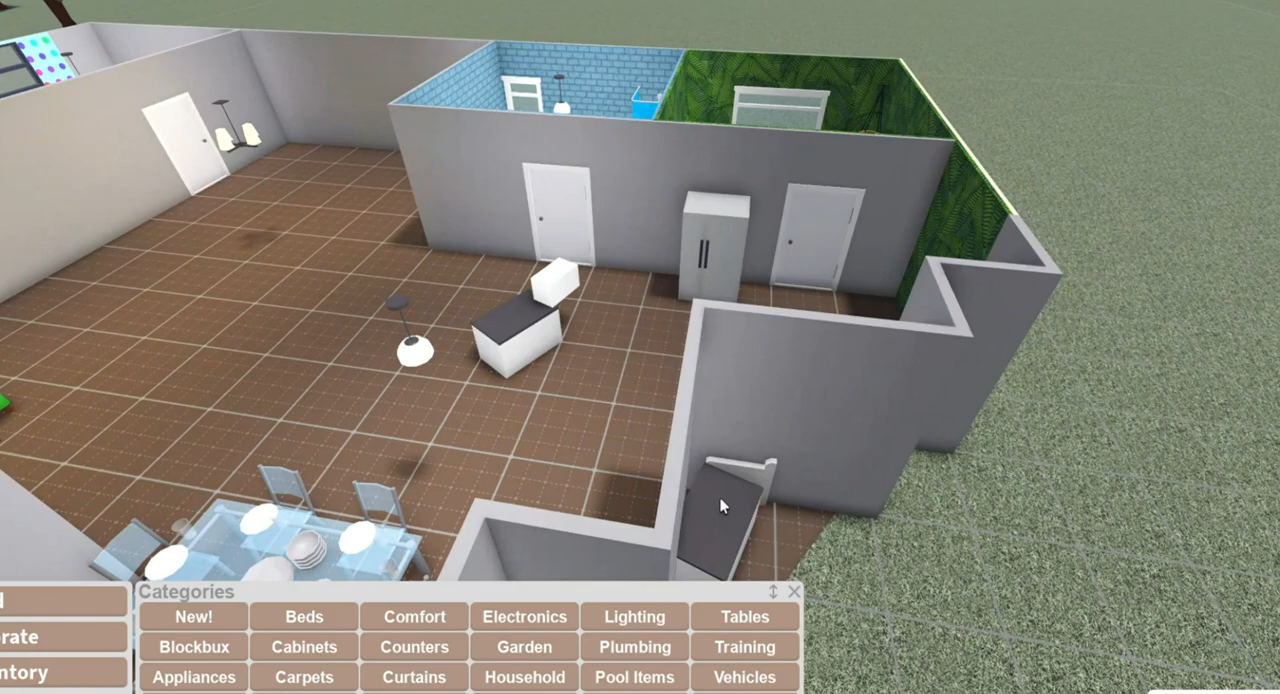 Categories
New! Beds Comfort Electronics Lighting Tables
rate Blockbux Cabinets Counters Garden Plumbing Training
ntory Appliances Carpets Curtains Household Pool Items Vehicles